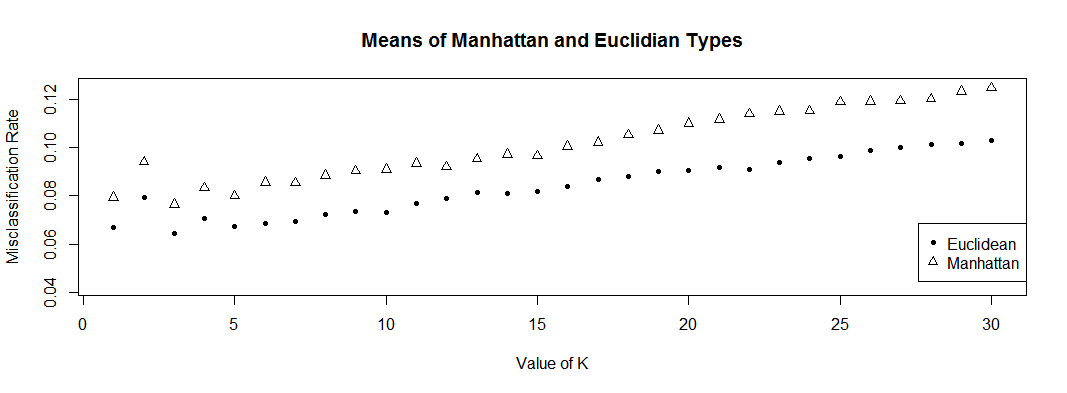 Means of Manhattan and Euclidian Types
Misclassification Rate
0.12
0.10
0.08
0.06
0.04
Euclidean
Manhattan
0 5 10 15 20 25 30
Value of K